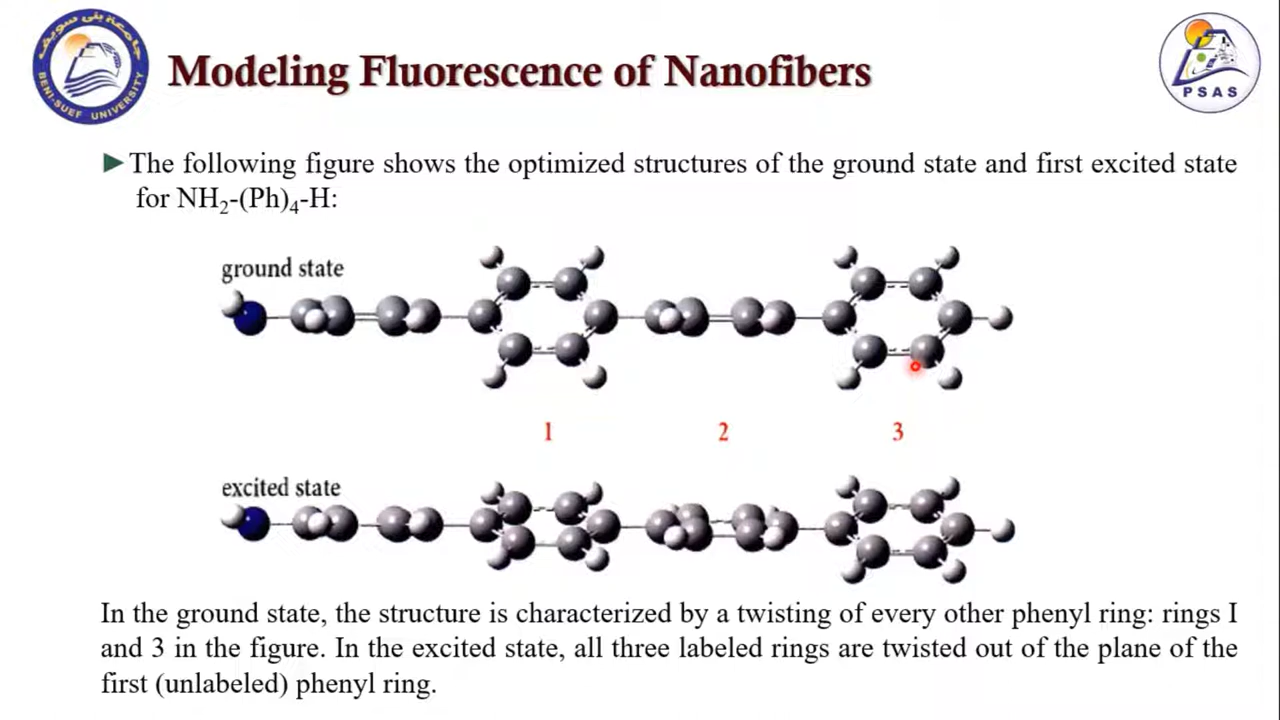 جامعة بنى سويف
BENI-SUEF UNIVERSITY
Modeling Fluorescence of Nanofibers
PSAS
►The following figure shows the optimized structures of the ground state and first excited state
for NH₂-(Ph)₄-H:
ground state
1 2 3
excited state
In the ground state, the structure is characterized by a twisting of every other phenyl ring: rings I
and 3 in the figure. In the excited state, all three labeled rings are twisted out of the plane of the
first (unlabeled) phenyl ring.